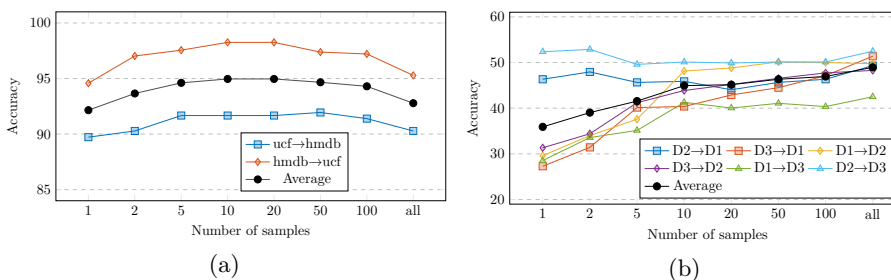 100
95
90
85
Accuracy
ucf→hmdb
hmdb→ucf
Average
1 2 5 10 20 50 100 all
Number of samples
(a)
60
50
40
30
20
Accuracy
D2→D1 D3→D1 D1→D2
D3→D2 D1→D3 D2→D3
Average
1 2 5 10 20 50 100 all
Number of samples
(b)